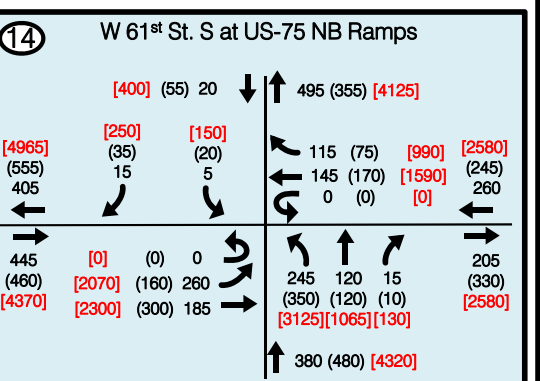 14 W 61st St. S at US-75 NB Ramps
[400] (55) 20
495 (355) [4125]
[4965]
(555)
405
[250]
(35)
15
[150]
(20)
5
115 (75) [990]
145 (170) [1590]
0 (0) [0]
[2580]
(245)
260
445
(460)
[4370]
[0] (0) 0
[2070] (160) 260
[2300] (300) 185
245 120 15
(350) (120) (10)
[3125] [1065] [130]
205
(330)
[2580]
380 (480) [4320]